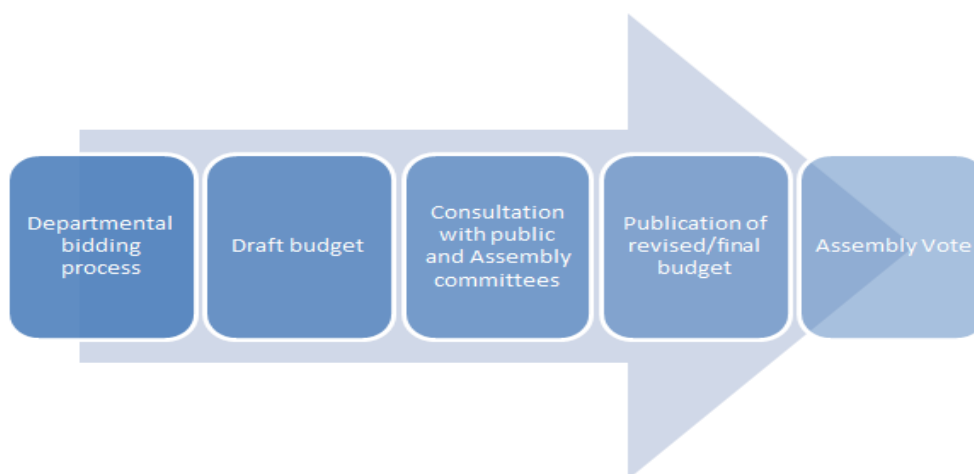 Departmental
bidding
process
Draft budget
Consultation
with public
and Assembly
committees
Publication of
revised/final
budget
Assembly Vote